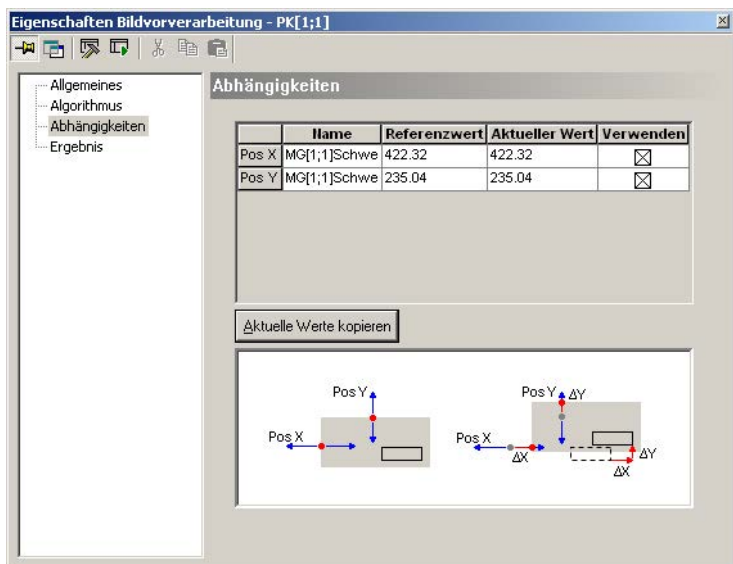 Eigenschaften Bildvorverarbeitung - PK[1;1]
Allgemeines
Algorithmus
Abhängigkeiten
Ergebnis
Abhängigkeiten
Name Referenzwert Aktueller Wert Verwenden
Pos X MG[1;1]Schwe 422.32 422.32
Pos Y MG[1;1]Schwe 235.04 235.04
Aktuelle Werte kopieren
Pos Y
Pos X
Pos Y ΔY
Pos X
ΔX
ΔY
ΔX